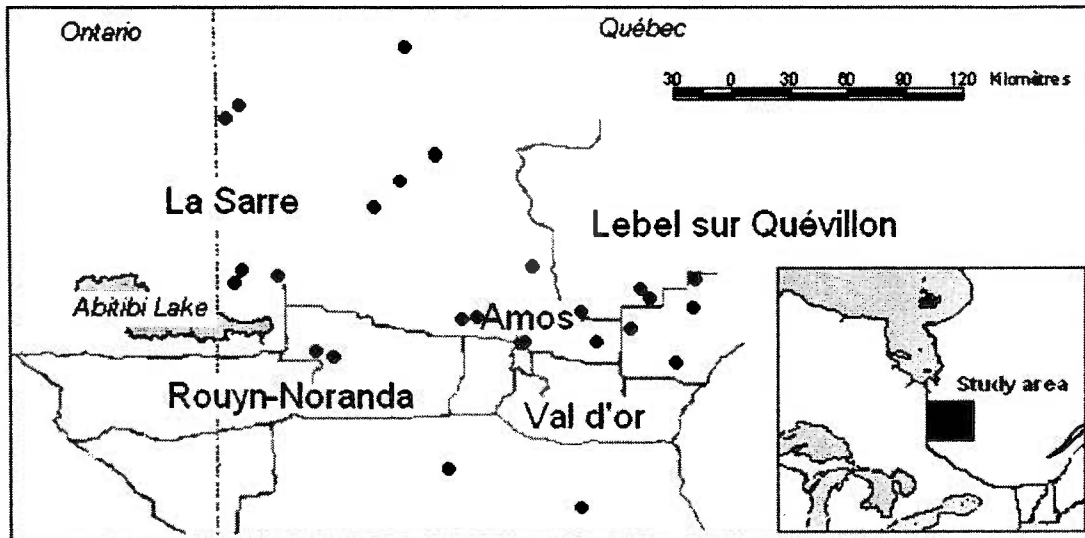 Ontario
Québec
30 0 30 60 90 120 Kilomètres
La Sarre
Lebel sur Quévillon
Abitibi Lake
Amos
Study area
Rouyn-Noranda
Val d'or